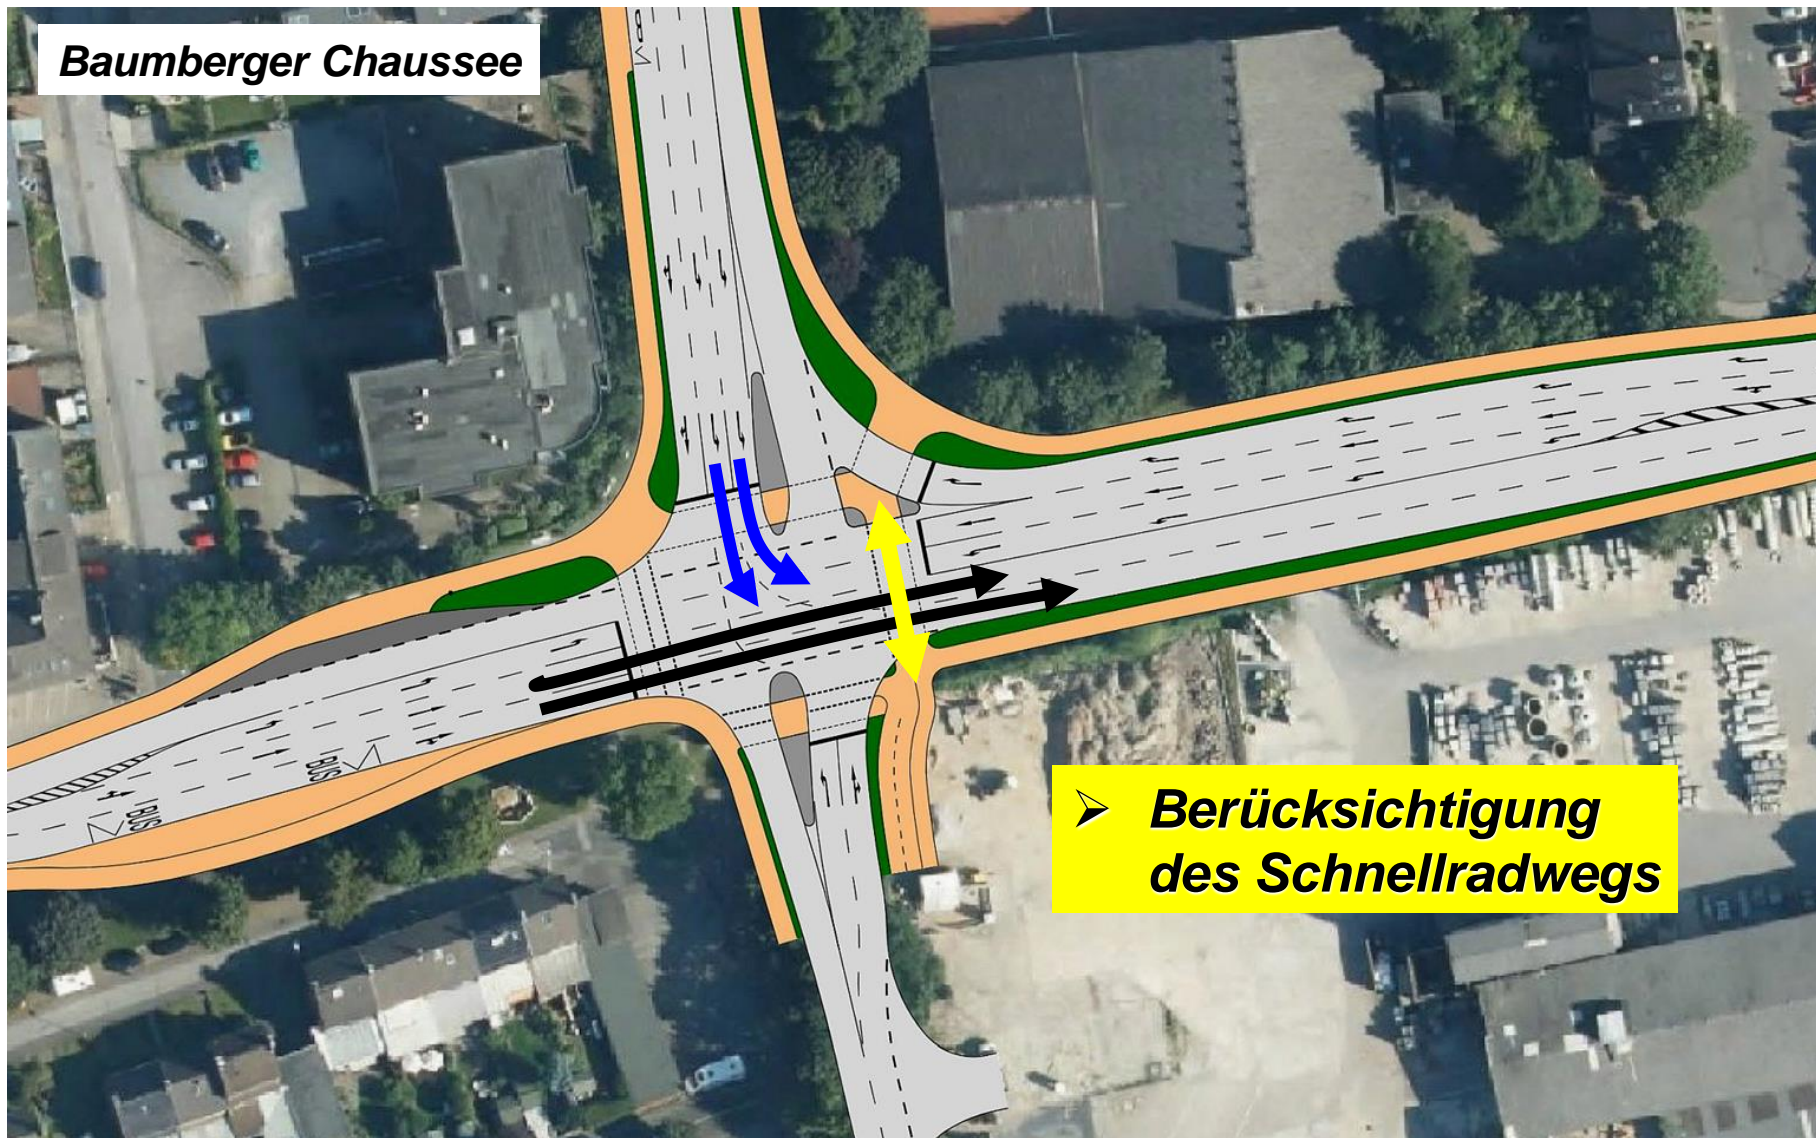 Baumberger Chaussee
BUS
BUS
➢ Berücksichtigung
des Schnellradwegs